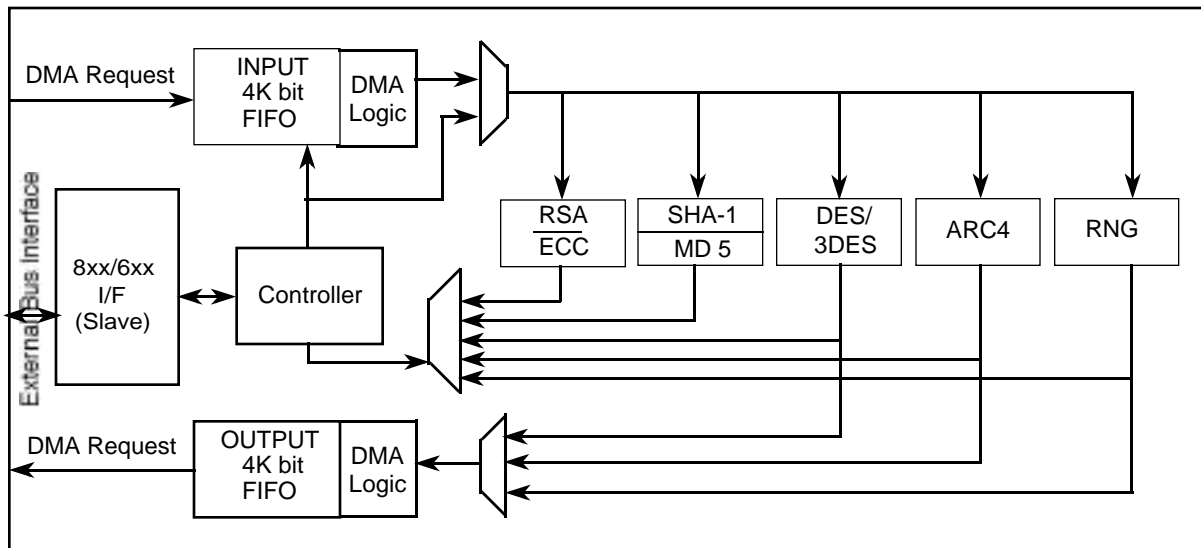 DMA Request
INPUT
4K bit
FIFO
DMA
Logic
External Bus Interface
8xx/6xx
I/F
(Slave)
Controller
RSA
ECC
SHA-1
MD 5
DES/
3DES
ARC4
RNG
DMA Request
OUTPUT
4K bit
FIFO
DMA
Logic